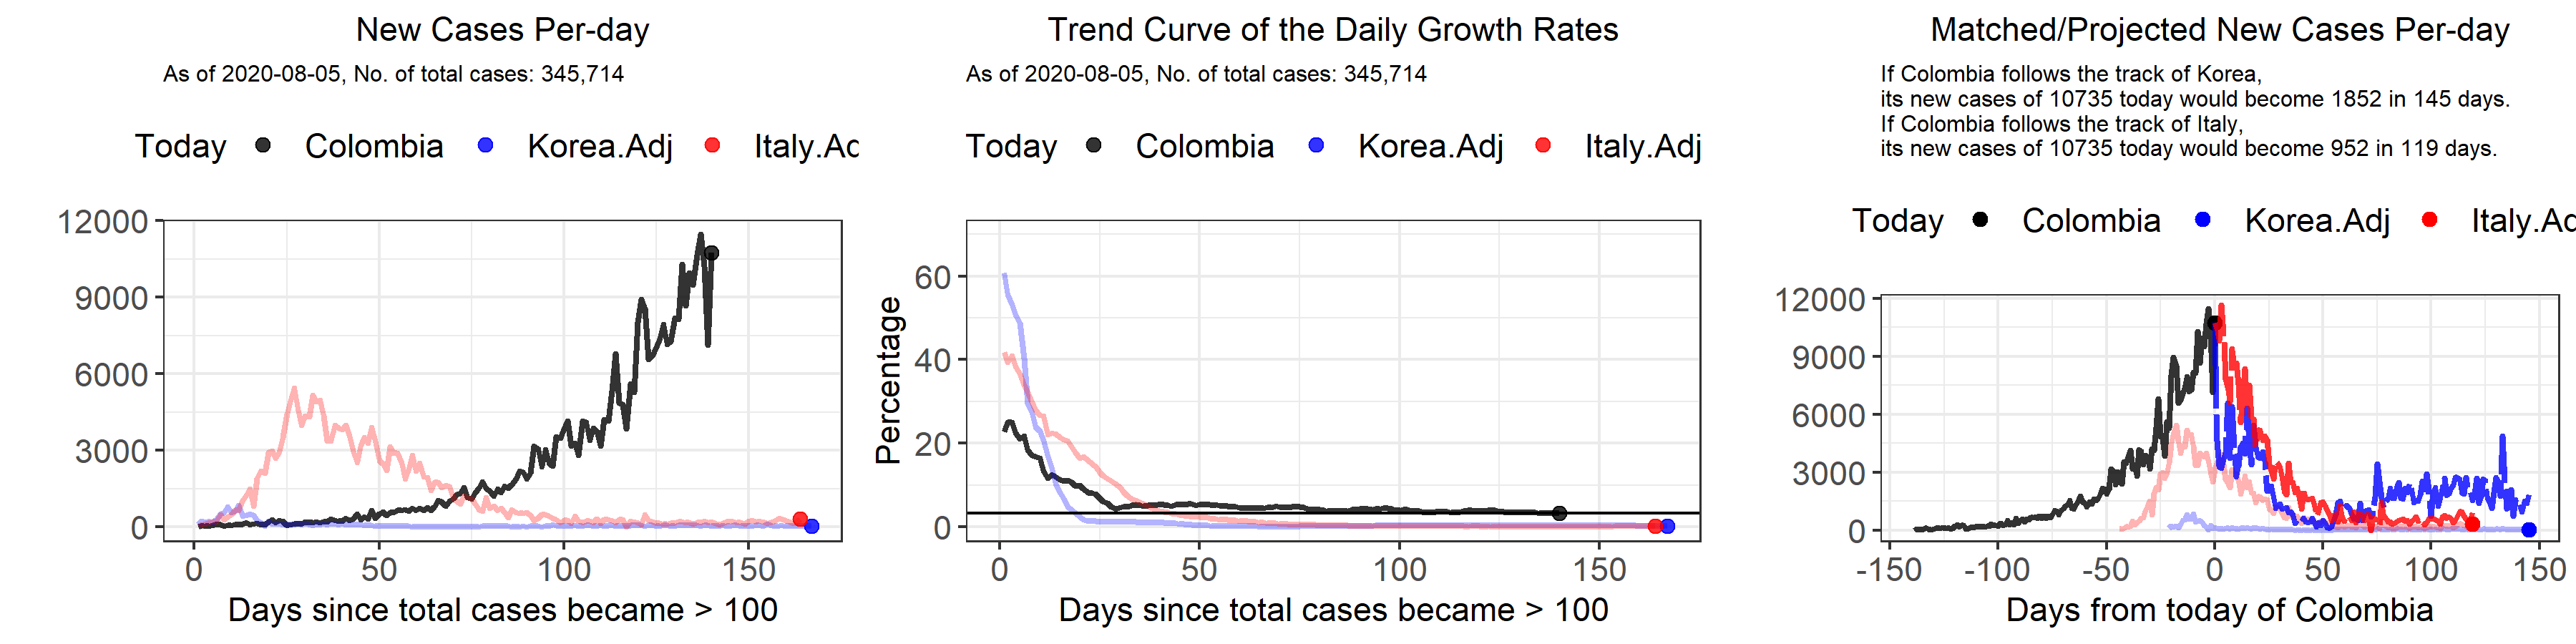 New Cases Per-day
As of 2020-08-05, No. of total cases: 345,714
Today Colombia Korea.Adj Italy.Ac
12000
9000
6000
3000
0
0 50 100 150
Days since total cases became > 100
Trend Curve of the Daily Growth Rates
As of 2020-08-05, No. of total cases: 345,714
Today Colombia Korea.Adj Italy.Adj
Percentage
60
40
20
0
0 50 100 150
Days since total cases became > 100
Matched/Projected New Cases Per-day
If Colombia follows the track of Korea,
its new cases of 10735 today would become 1852 in 145 days.
If Colombia follows the track of Italy,
its new cases of 10735 today would become 952 in 119 days.
Today Colombia Korea.Adj Italy.Ad
12000
9000
6000
3000
0
-150 -100 -50 0 50 100 150
Days from today of Colombia